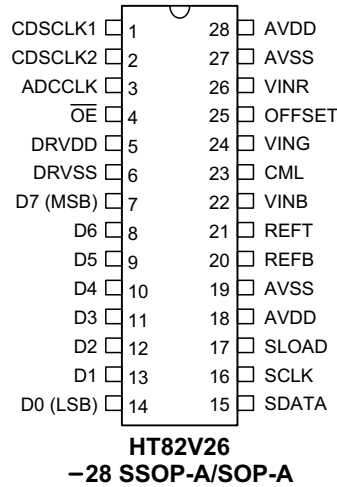 CDSCLK1 1 28 AVDD
CDSCLK2 2 27 AVSS
ADCCLK 3 26 VINR
OE 4 25 OFFSET
DRVDD 5 24 VING
DRVSS 6 23 CML
D7 (MSB) 7 22 VINB
D6 8 21 REFT
D5 9 20 REFB
D4 10 19 AVSS
D3 11 18 AVDD
D2 12 17 SLOAD
D1 13 16 SCLK
D0 (LSB) 14 15 SDATA
HT82V26
−28 SSOP-A/SOP-A